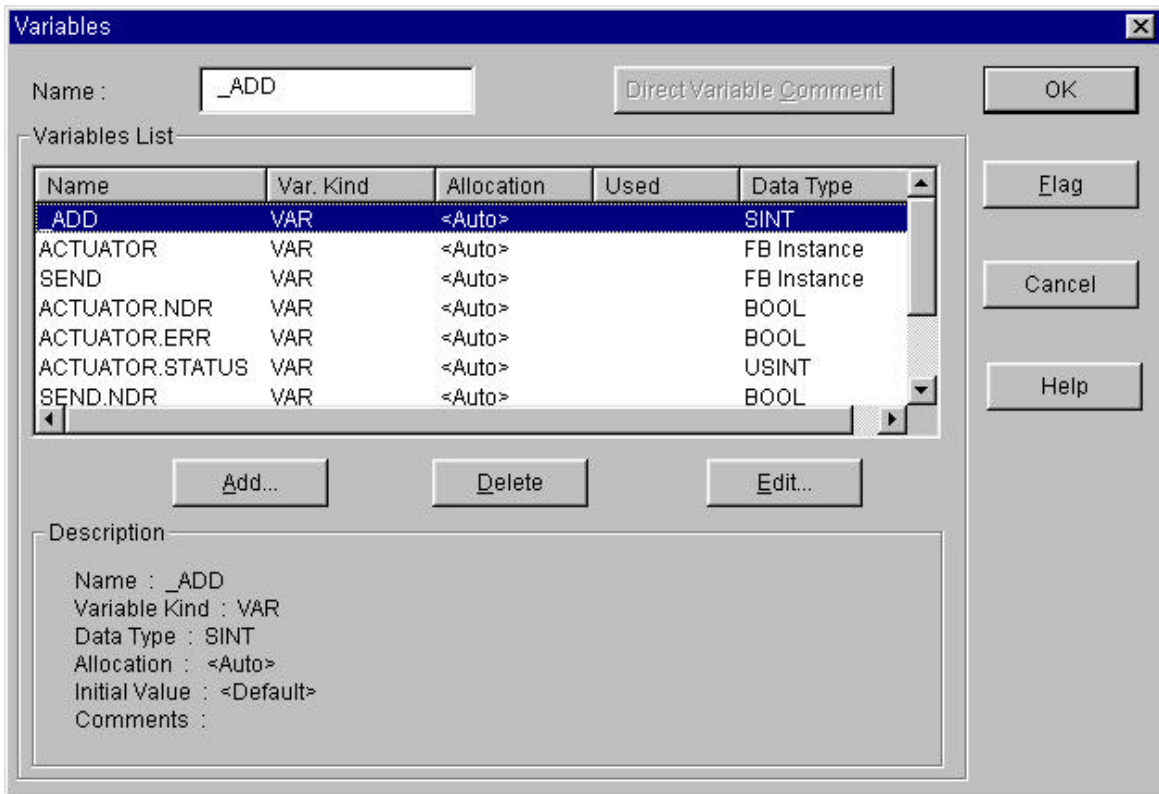 Variables
Name :
_ADD
Direct Variable Comment
OK
Variables List
Name Var. Kind Allocation Used Data Type
_ADD VAR <Auto> SINT
ACTUATOR VAR <Auto> FB Instance
SEND VAR <Auto> FB Instance
ACTUATOR.NDR VAR <Auto> BOOL
ACTUATOR.ERR VAR <Auto> BOOL
ACTUATOR.STATUS VAR <Auto> USINT
SEND.NDR VAR <Auto> BOOL
Flag
Cancel
Help
Add... Delete Edit...
Description
Name : _ADD
Variable Kind : VAR
Data Type : SINT
Allocation : <Auto>
Initial Value : <Default>
Comments :